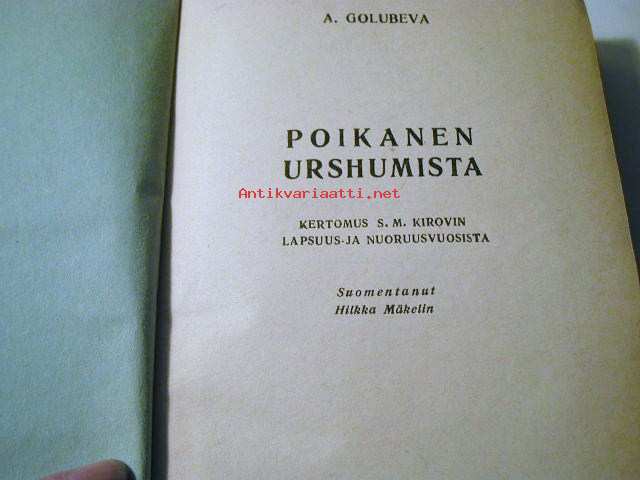 A. GOLUBEVA
POIKANEN
URSHUMISTA
Antikvariaatti.net
KERTOMUS S. M. KIROVIN
LAPSUUS-JA NUORUUSVUOSISTA
Suomentanut
Hilkka Mäkelin